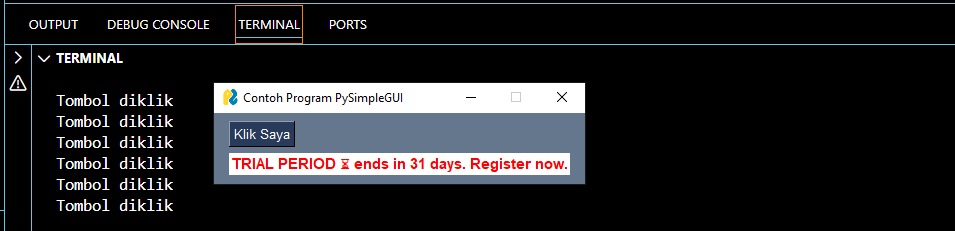 OUTPUT DEBUG CONSOLE TERMINAL PORTS
TERMINAL
Tombol diklik
Tombol diklik
Tombol diklik
Tombol diklik
Tombol diklik
Tombol diklik
Contoh Program PySimpleGUI
Klik Saya
TRIAL PERIOD ⌛ ends in 31 days. Register now.